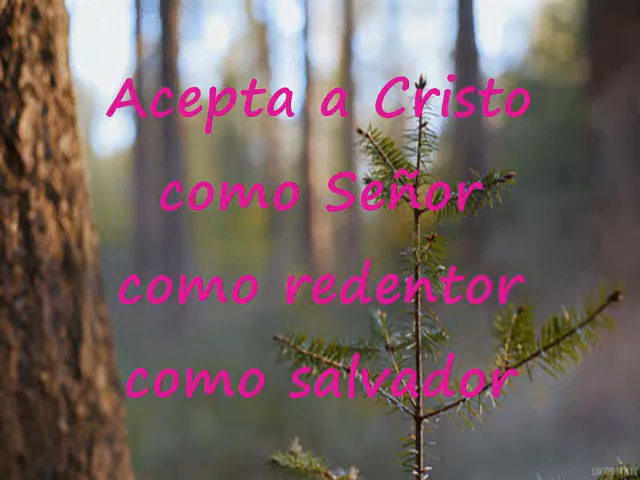 Acepta a Cristo
como Señor
como redentor
como salvador